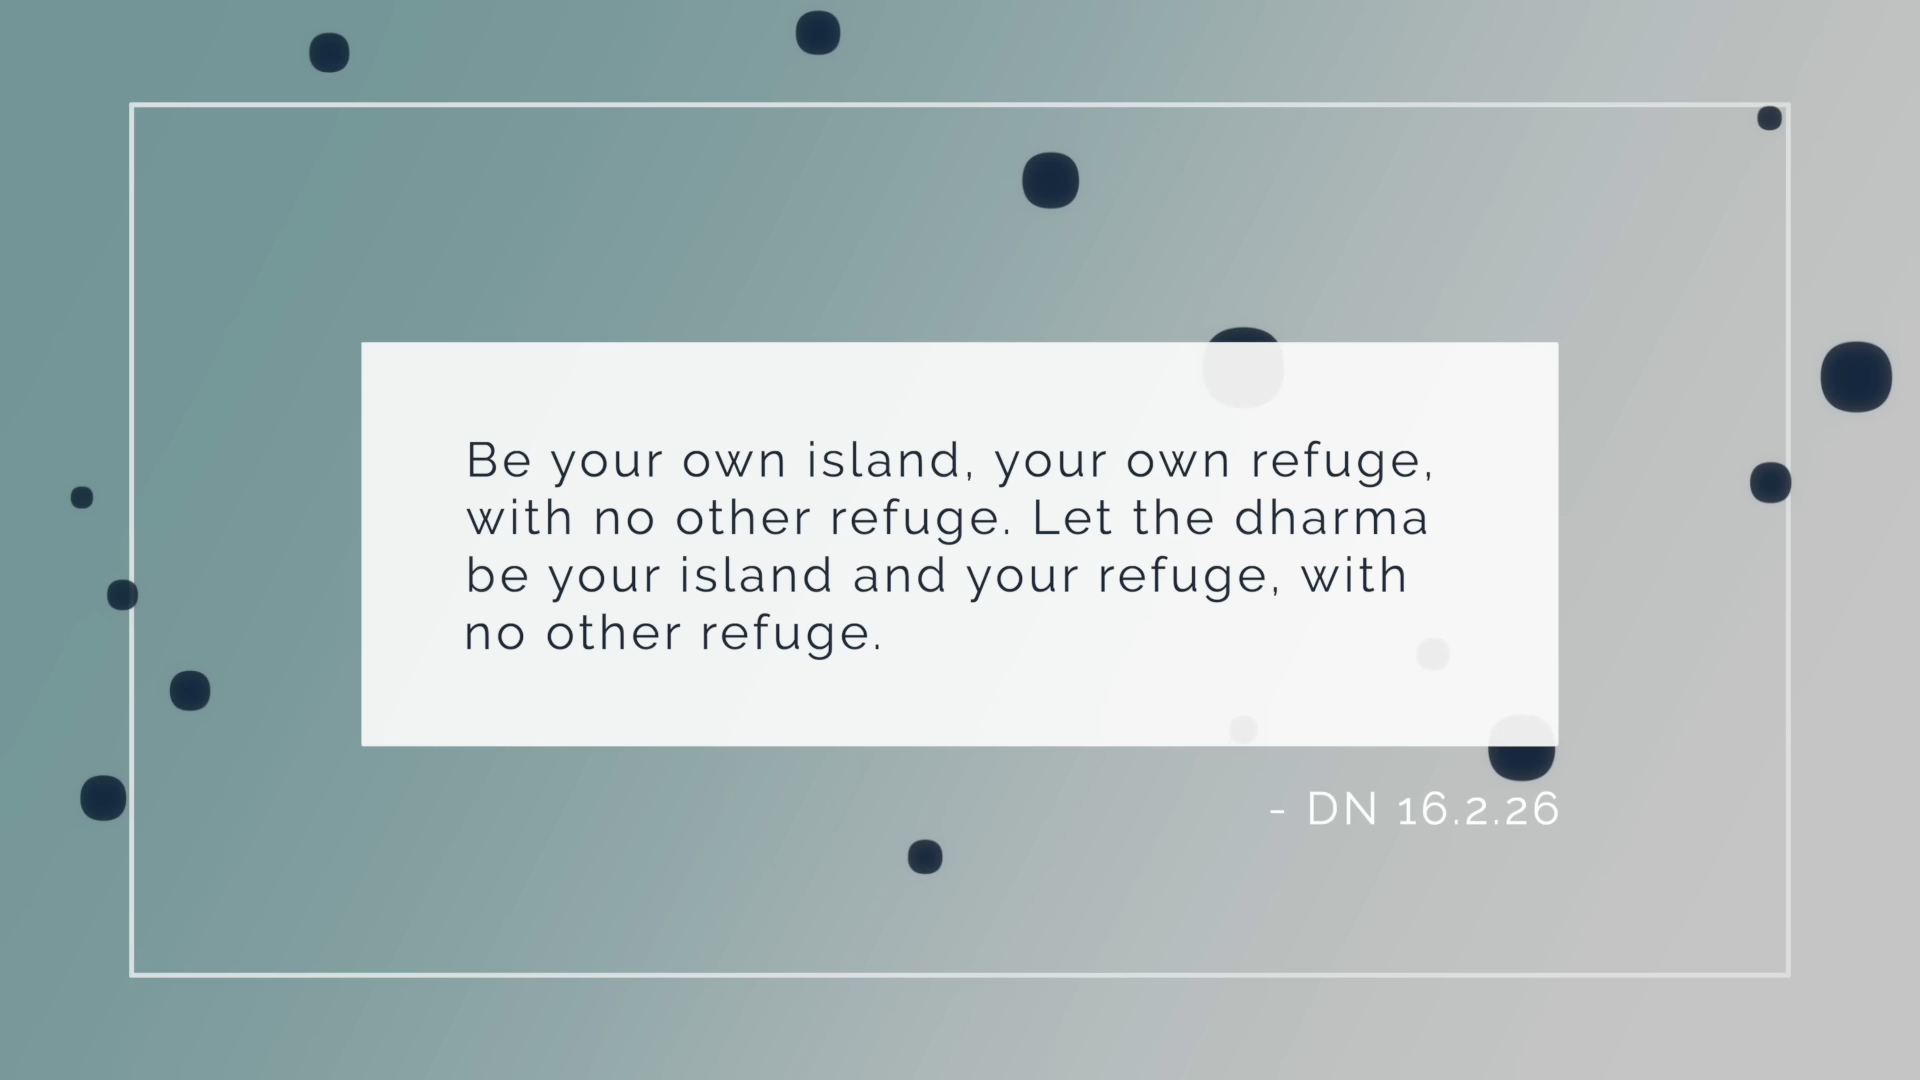 Be your own island, your own refuge,
with no other refuge. Let the dharma
be your island and your refuge, with
no other refuge.
- DN 16.2.26